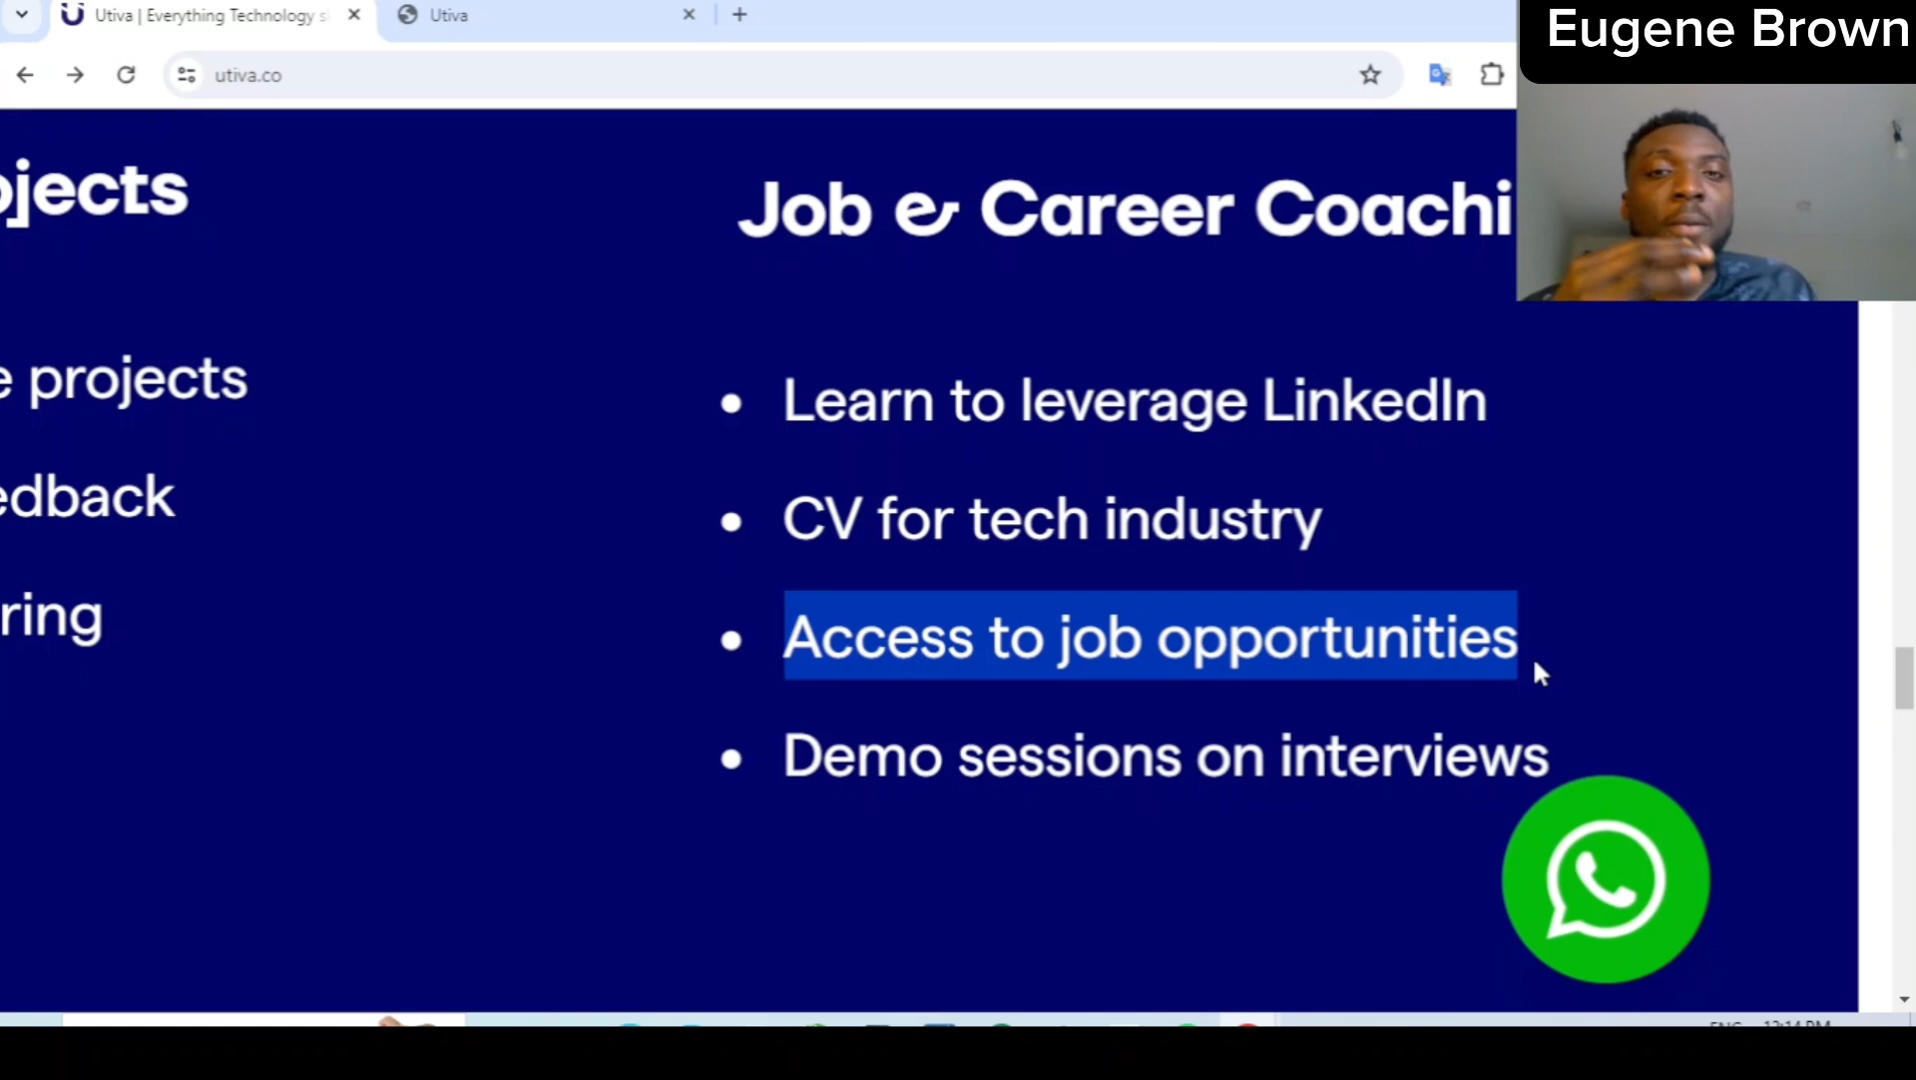 Utiva | Everything Technology s
Utiva
Eugene Brown
utiva.co
ojects
Job & Career Coachi
e projects
edback
ring
Learn to leverage LinkedIn
CV for tech industry
Access to job opportunities
Demo sessions on interviews